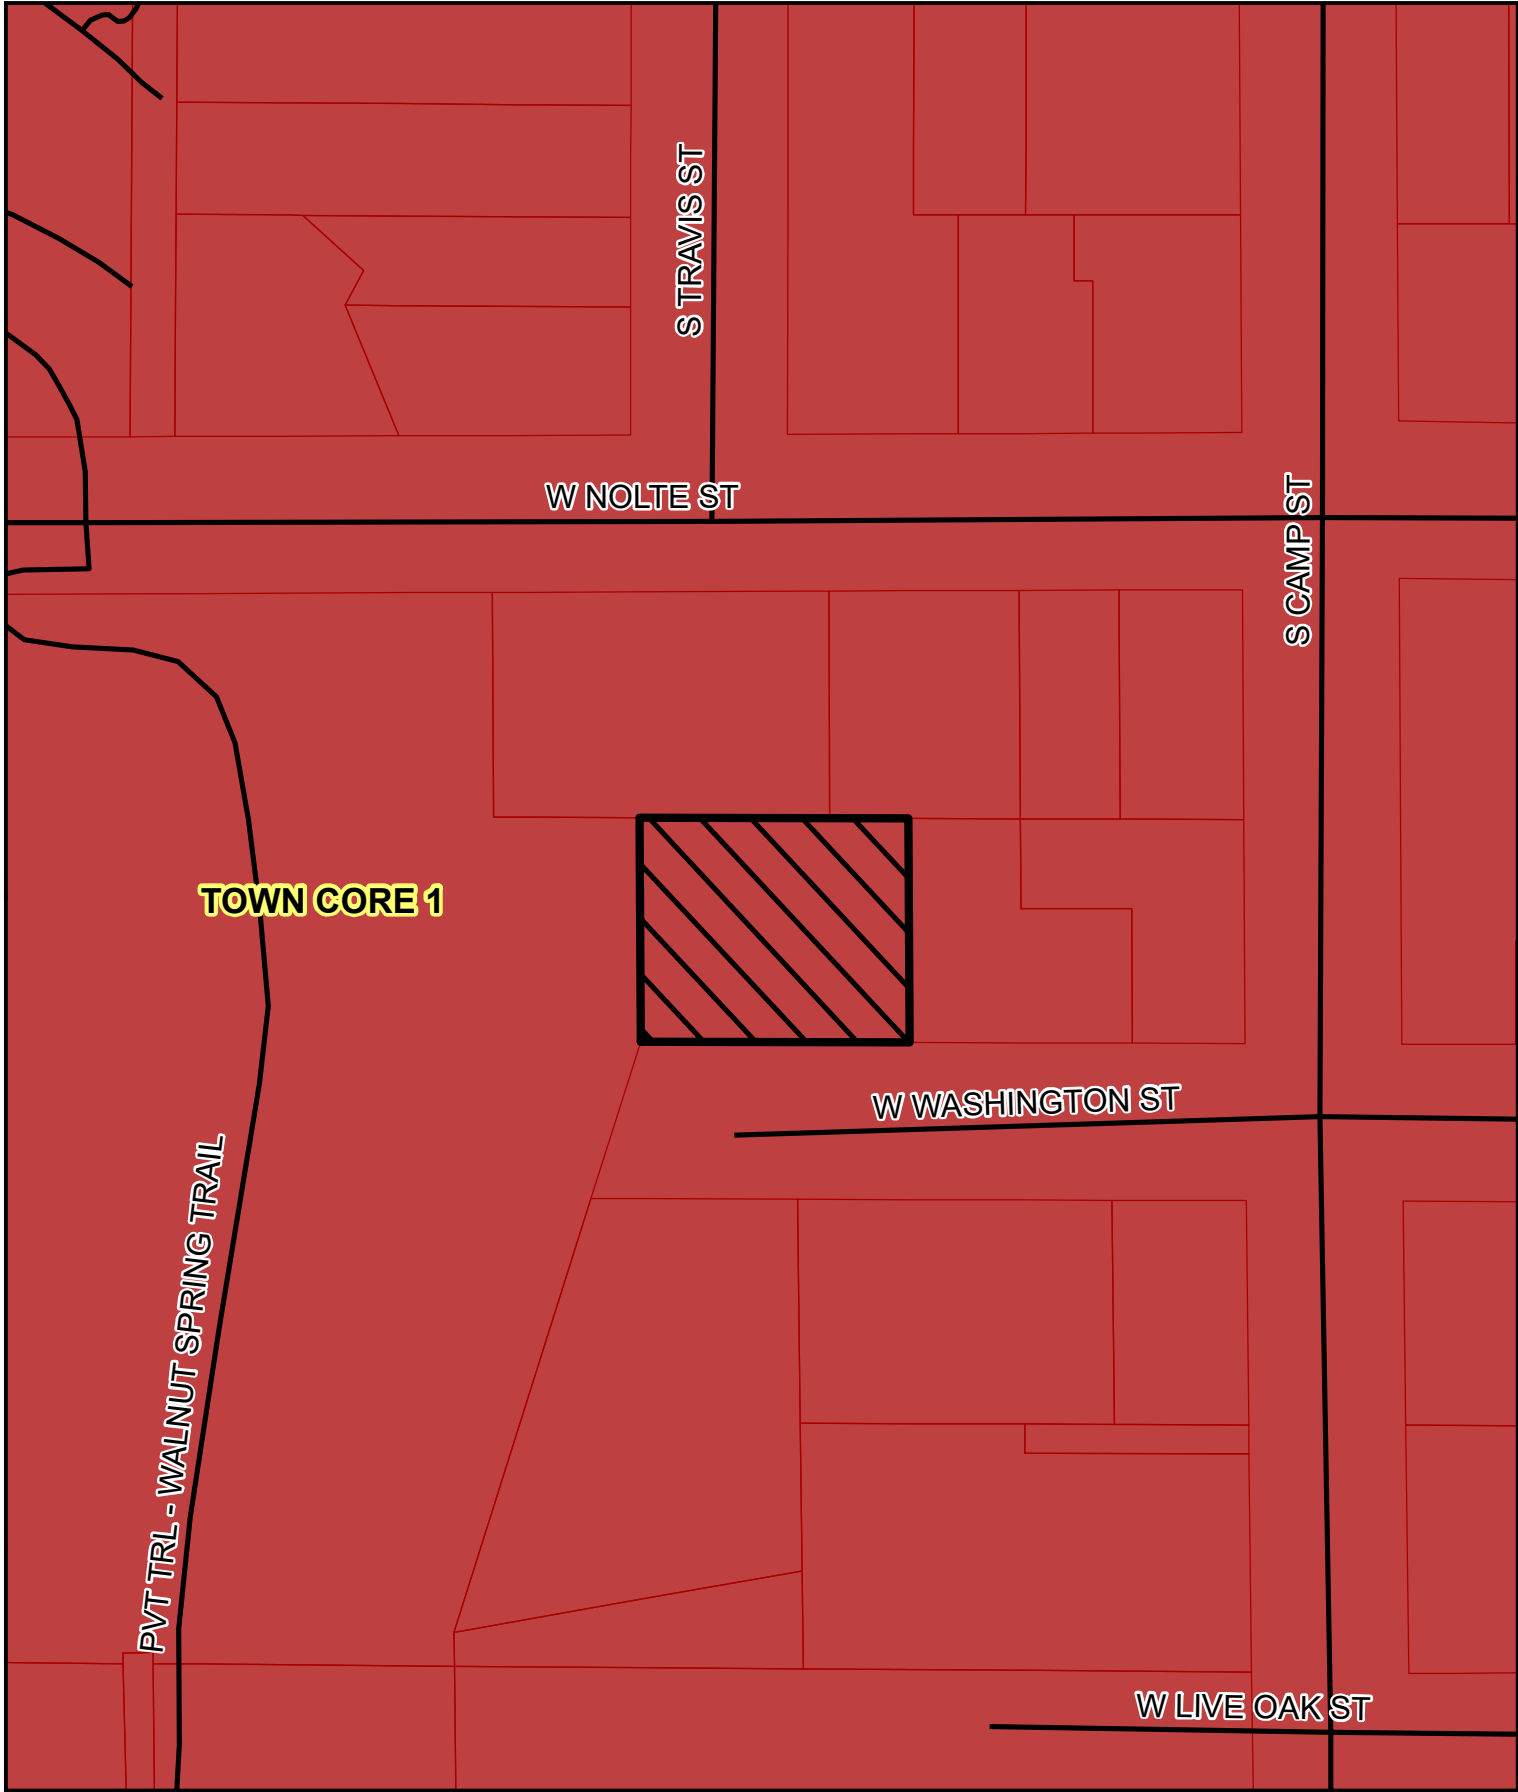 S TRAVIS ST
W NOLTE ST
S CAMP ST
TOWN CORE 1
W WASHINGTON ST
PVT TRL - WALNUT SPRING TRAIL
W LIVE OAK ST